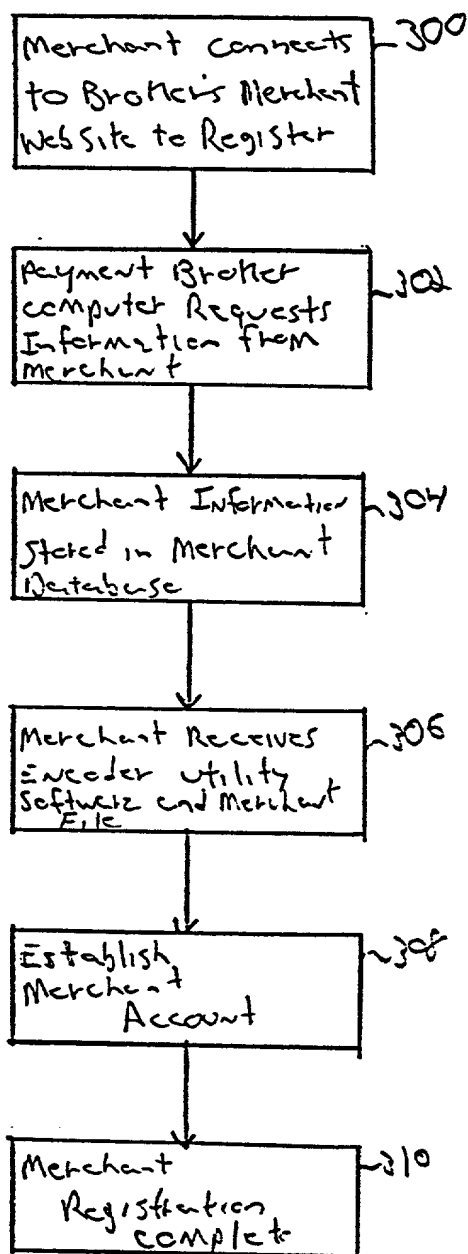 Merchant Connects
to Broker's Merchant
Website to Register
300
Payment Broker
computer Requests
Information from
merchant
302
Merchant Information
Stored in Merchant
Database
304
Merchant Receives
Encoder utility
Software and Merchant
File
306
Establish
Merchant
Account
308
Merchant
Registration
complete
310